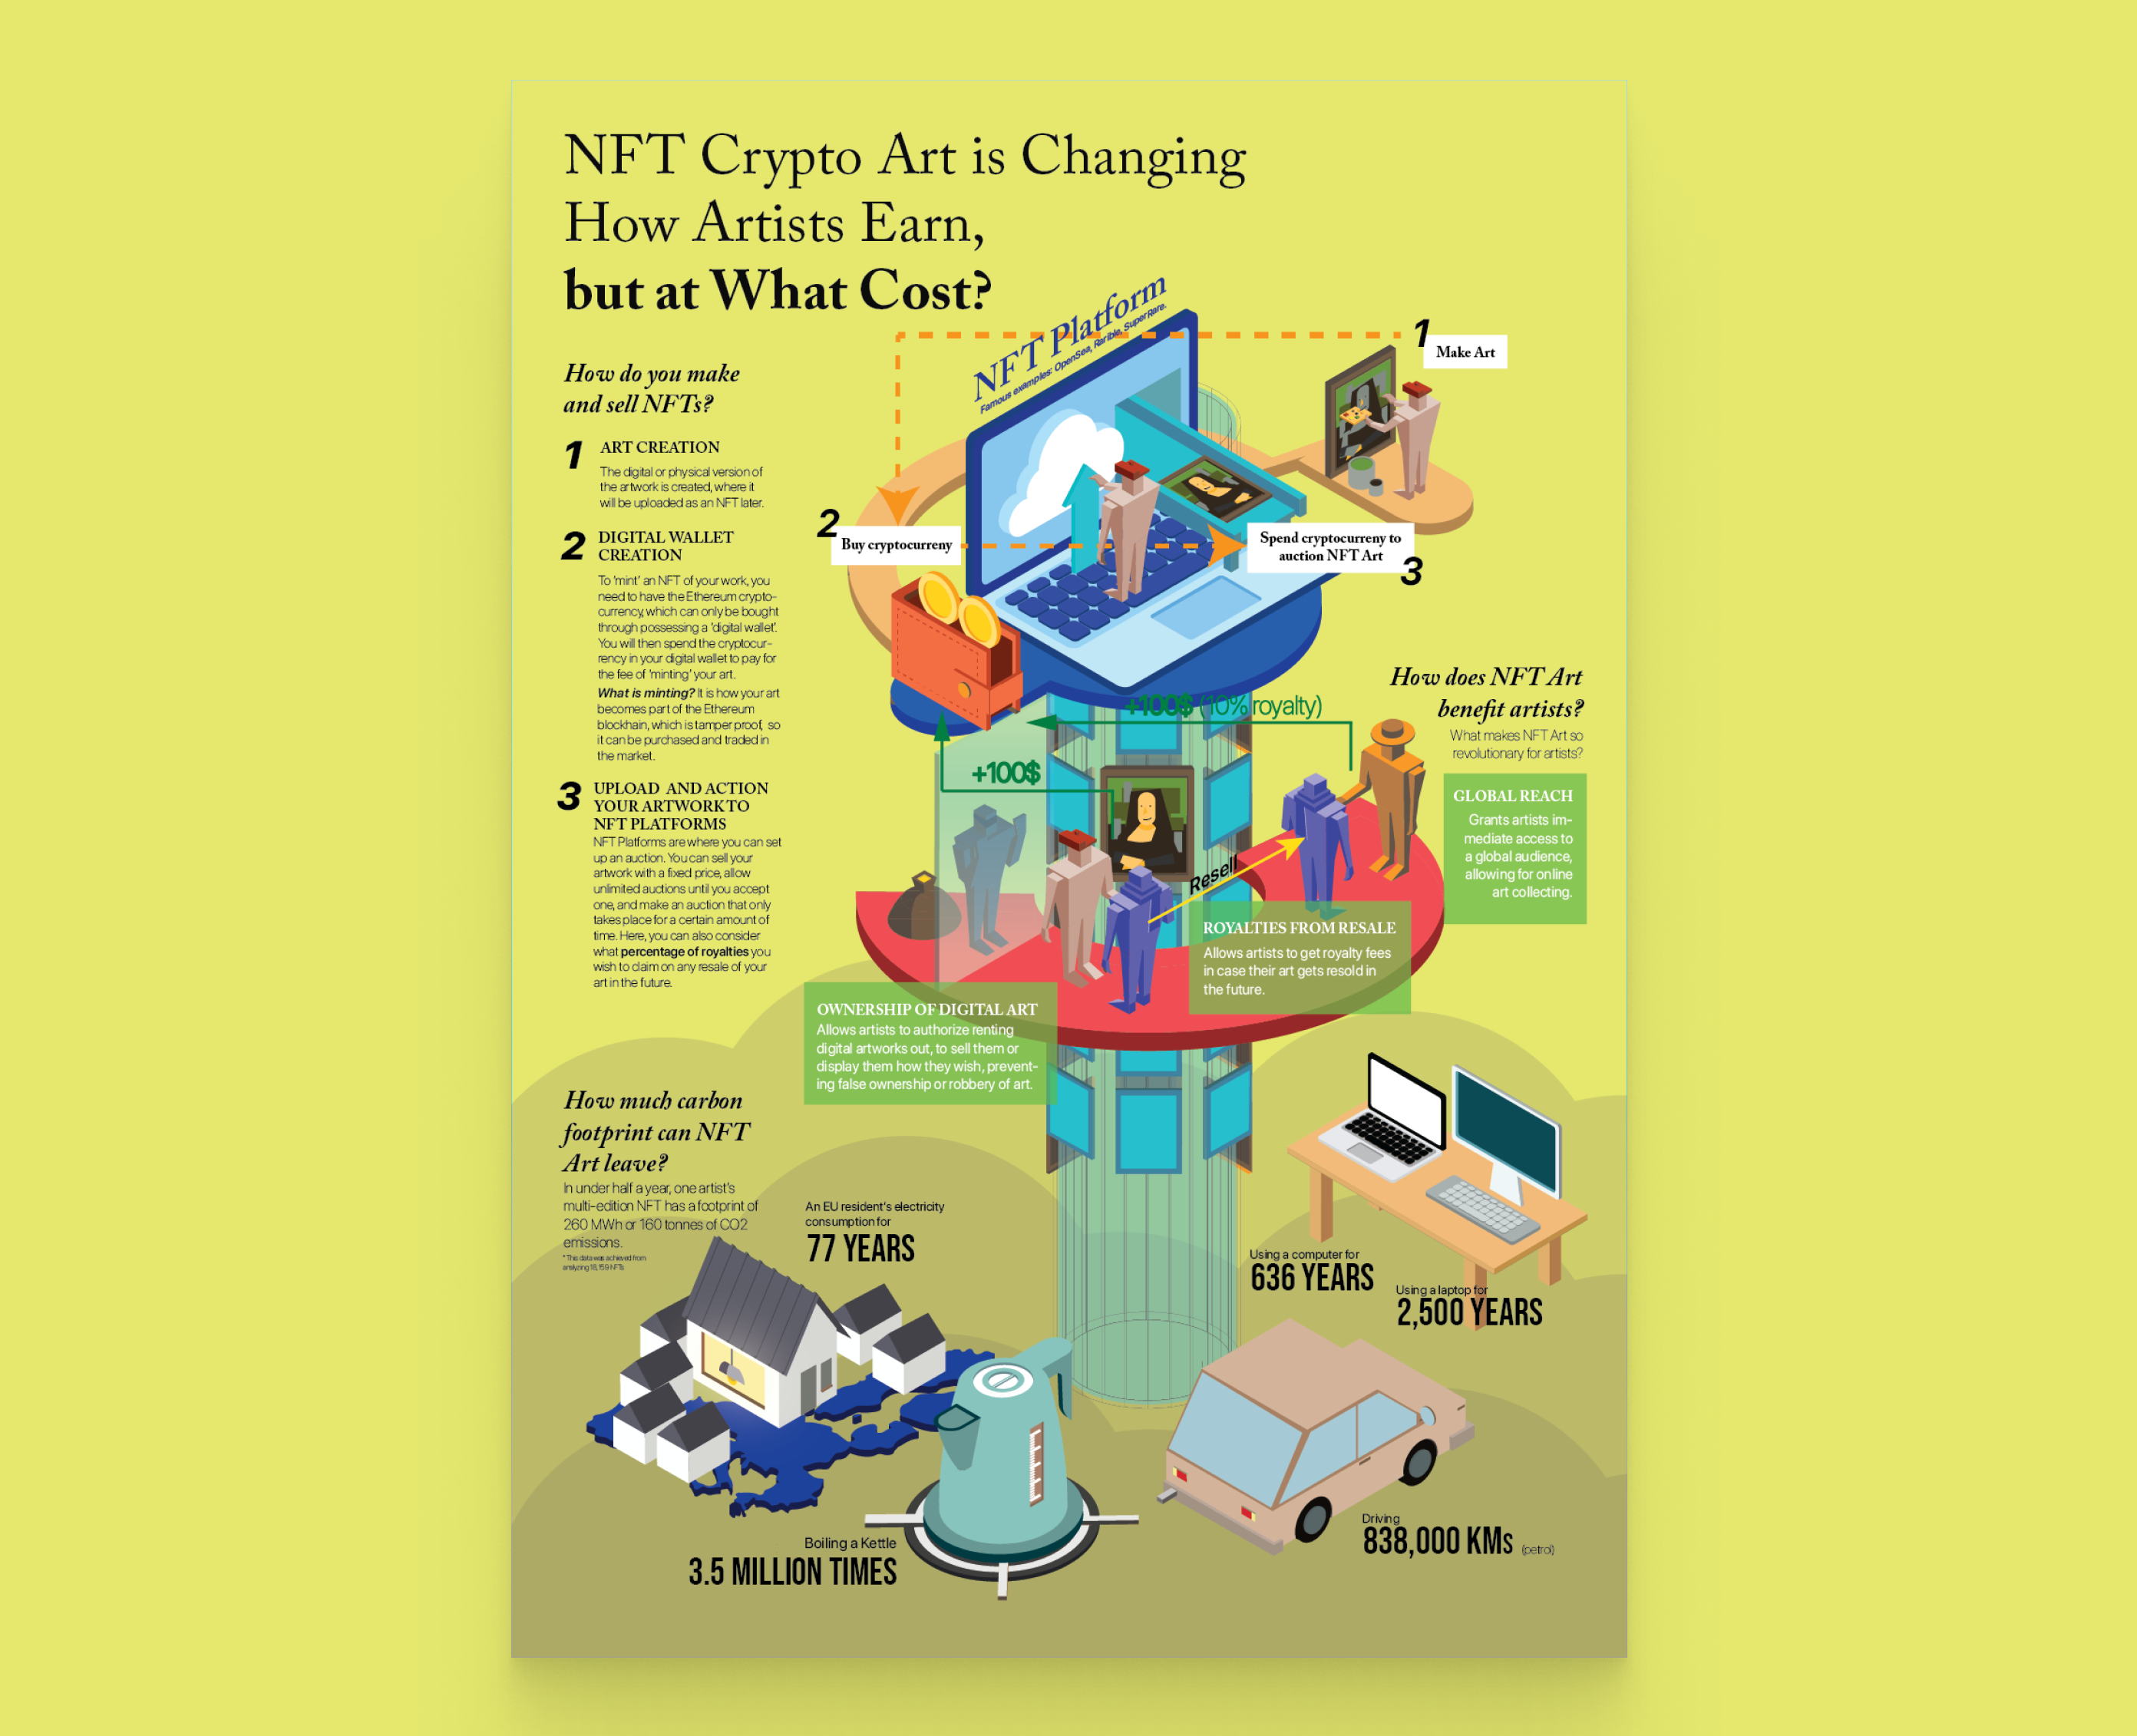 NFT Crypto Art is Changing
How Artists Earn,
but at What Cost?
NFT Platform
Famous examples: OpenSea, Rarible, SuperRare.
1
Make Art
2
Buy cryptocurreny
Spend cryptocurreny to
auction NFT Art
3
How do you make
and sell NFTs?
1
ART CREATION
The digital or physical version of
the artwork is created, where it
will be uploaded as an NFT later.
2
DIGITAL WALLET
CREATION
To 'mint' an NFT of your work, you
need to have the Ethereum crypto-
currency, which can only be bought
through possessing a 'digital wallet'.
You will then spend the cryptocur-
rency in your digital wallet to pay for
the fee of 'minting' your art.
What is minting? It is how your art
becomes part of the Ethereum
blockhain, which is tamper proof, so
it can be purchased and traded in
the market.
3
UPLOAD AND ACTION
YOUR ARTWORK TO
NFT PLATFORMS
NFT Platforms are where you can set
up an auction. You can sell your
artwork with a fixed price, allow
unlimited auctions until you accept
one, and make an auction that only
takes place for a certain amount of
time. Here, you can also consider
what percentage of royalties you
wish to claim on any resale of your
art in the future.
+100$ (10% royalty)
+100$
Resell
How does NFT Art
benefit artists?
What makes NFT Art so
revolutionary for artists?
GLOBAL REACH
Grants artists im-
mediate access to
a global audience,
allowing for online
art collecting.
ROYALTIES FROM RESALE
Allows artists to get royalty fees
in case their art gets resold in
the future.
OWNERSHIP OF DIGITAL ART
Allows artists to authorize renting
digital artworks out, to sell them or
display them how they wish, prevent-
ing false ownership or robbery of art.
How much carbon
footprint can NFT
Art leave?
In under half a year, one artist's
multi-edition NFT has a footprint of
260 MWh or 160 tonnes of CO2
emissions.
* This data was achieved from
analyzing 18,159 NFTs
An EU resident's electricity
consumption for
77 YEARS
Using a computer for
636 YEARS
Using a laptop for
2,500 YEARS
Boiling a Kettle
3.5 MILLION TIMES
Driving
838,000 KMs (petrol)